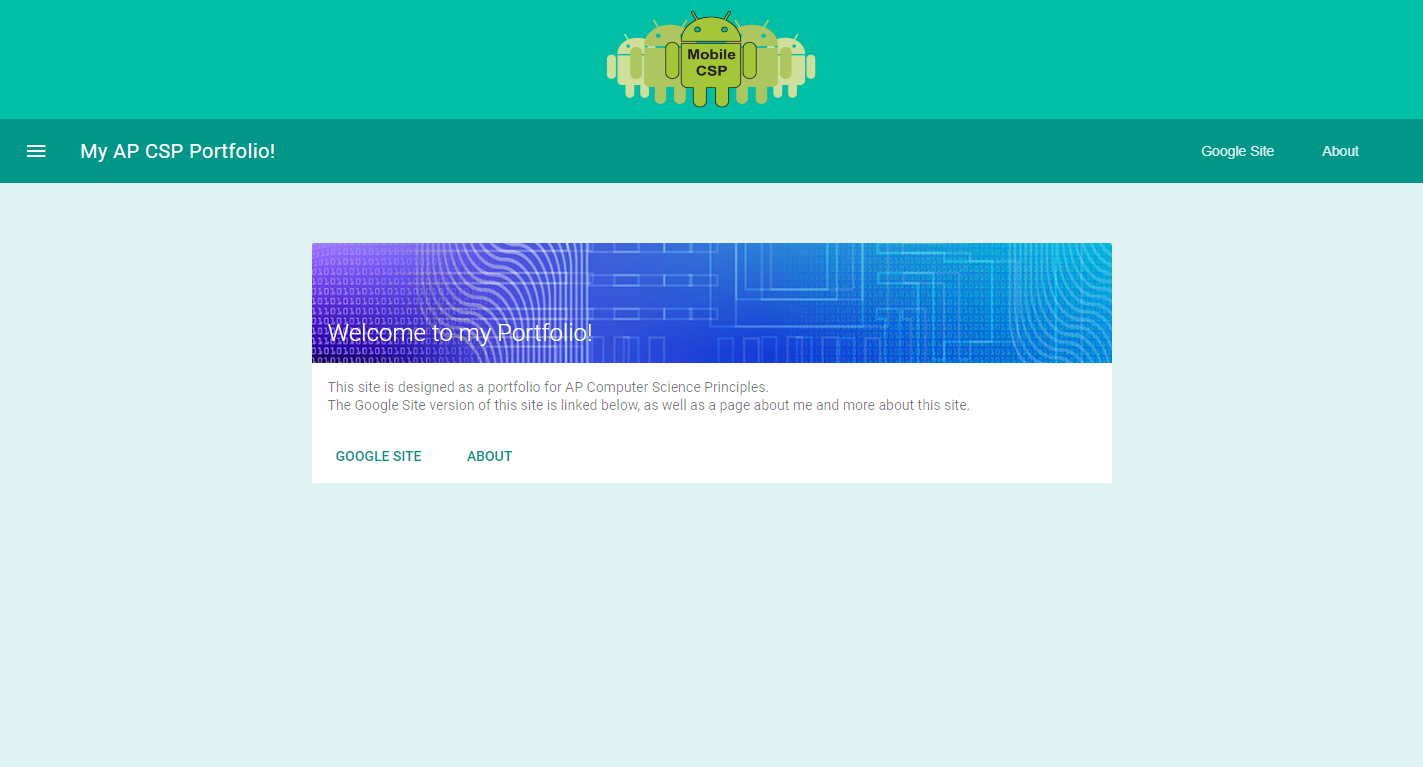 Mobile
CSP
My AP CSP Portfolio!
Google Site
About
Welcome to my Portfolio!
This site is designed as a portfolio for AP Computer Science Principles.
The Google Site version of this site is linked below, as well as a page about me and more about this site.
GOOGLE SITE
ABOUT